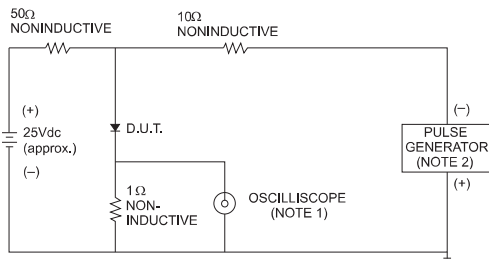 50Ω
NONINDUCTIVE
10Ω
NONINDUCTIVE
(+)
25Vdc
(approx.)
(–)
D.U.T.
1Ω
NON-
INDUCTIVE
OSCILLISCOPE
(NOTE 1)
(–)
PULSE
GENERATOR
(NOTE 2)
(+)